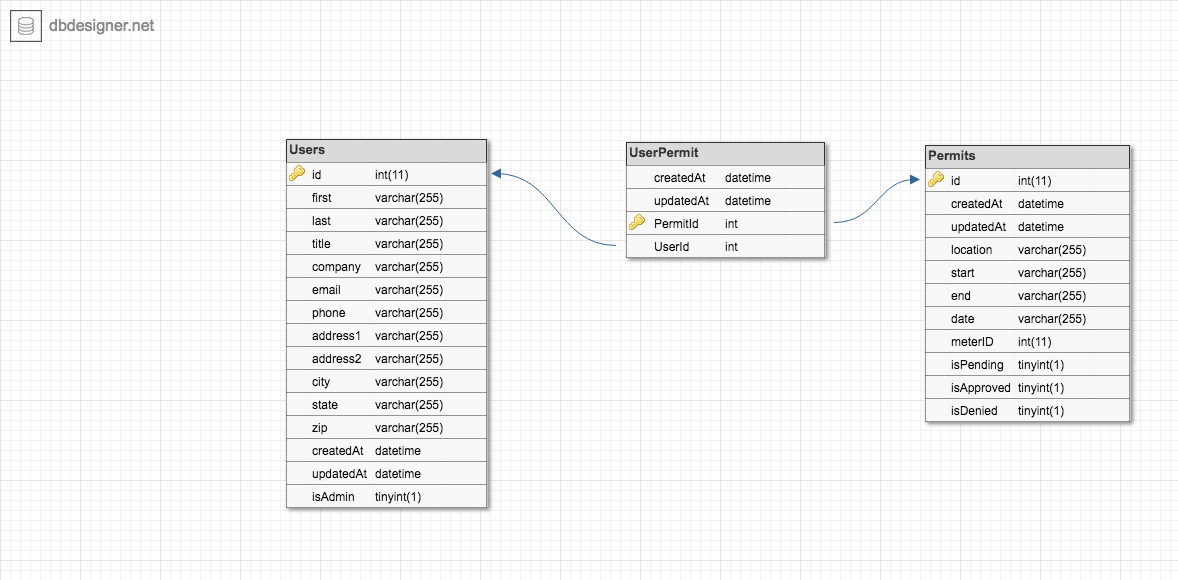 dbdesigner.net
Users
id int(11)
first varchar(255)
last varchar(255)
title varchar(255)
company varchar(255)
email varchar(255)
phone varchar(255)
address1 varchar(255)
address2 varchar(255)
city varchar(255)
state varchar(255)
zip varchar(255)
createdAt datetime
updatedAt datetime
isAdmin tinyint(1)
UserPermit
createdAt datetime
updatedAt datetime
PermitId int
UserId int
Permits
id int(11)
createdAt datetime
updatedAt datetime
location varchar(255)
start varchar(255)
end varchar(255)
date varchar(255)
meterID int(11)
isPending tinyint(1)
isApproved tinyint(1)
isDenied tinyint(1)